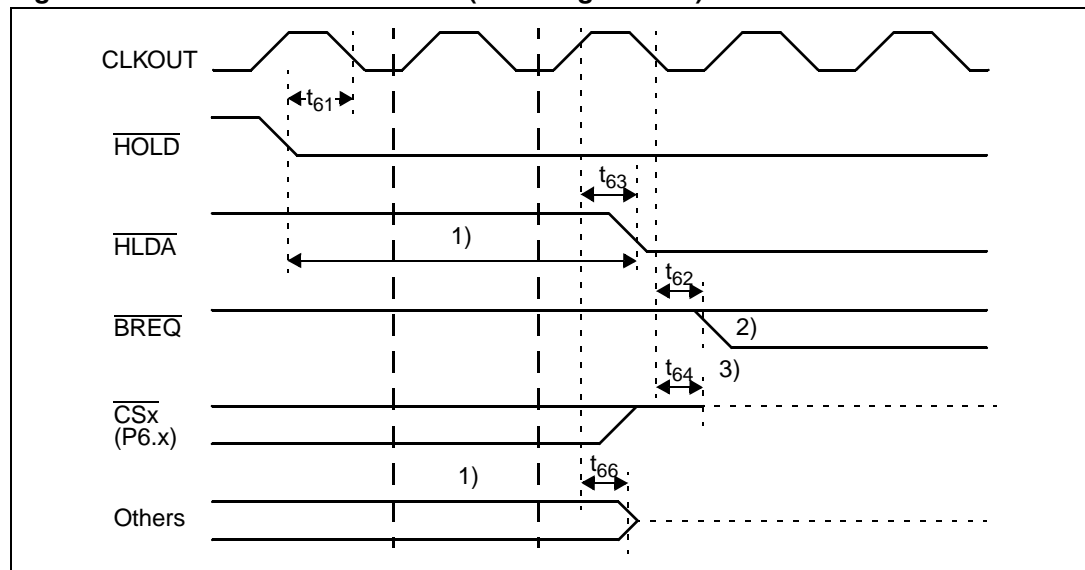 CLKOUT
t61
HOLD
t63
HLDA
1)
t62
BREQ
2)
t64
3)
CSx
(P6.x)
1)
t66
Others